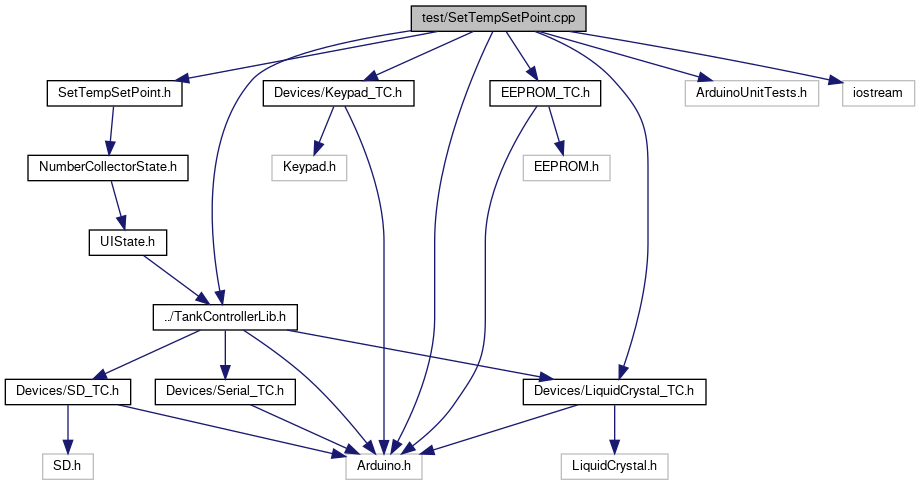 test/SetTempSetPoint.cpp
SetTempSetPoint.h
Devices/Keypad_TC.h
EEPROM_TC.h
ArduinoUnitTests.h
iostream
NumberCollectorState.h
Keypad.h
EEPROM.h
UIState.h
../TankControllerLib.h
Devices/SD_TC.h
Devices/Serial_TC.h
Devices/LiquidCrystal_TC.h
SD.h
Arduino.h
LiquidCrystal.h